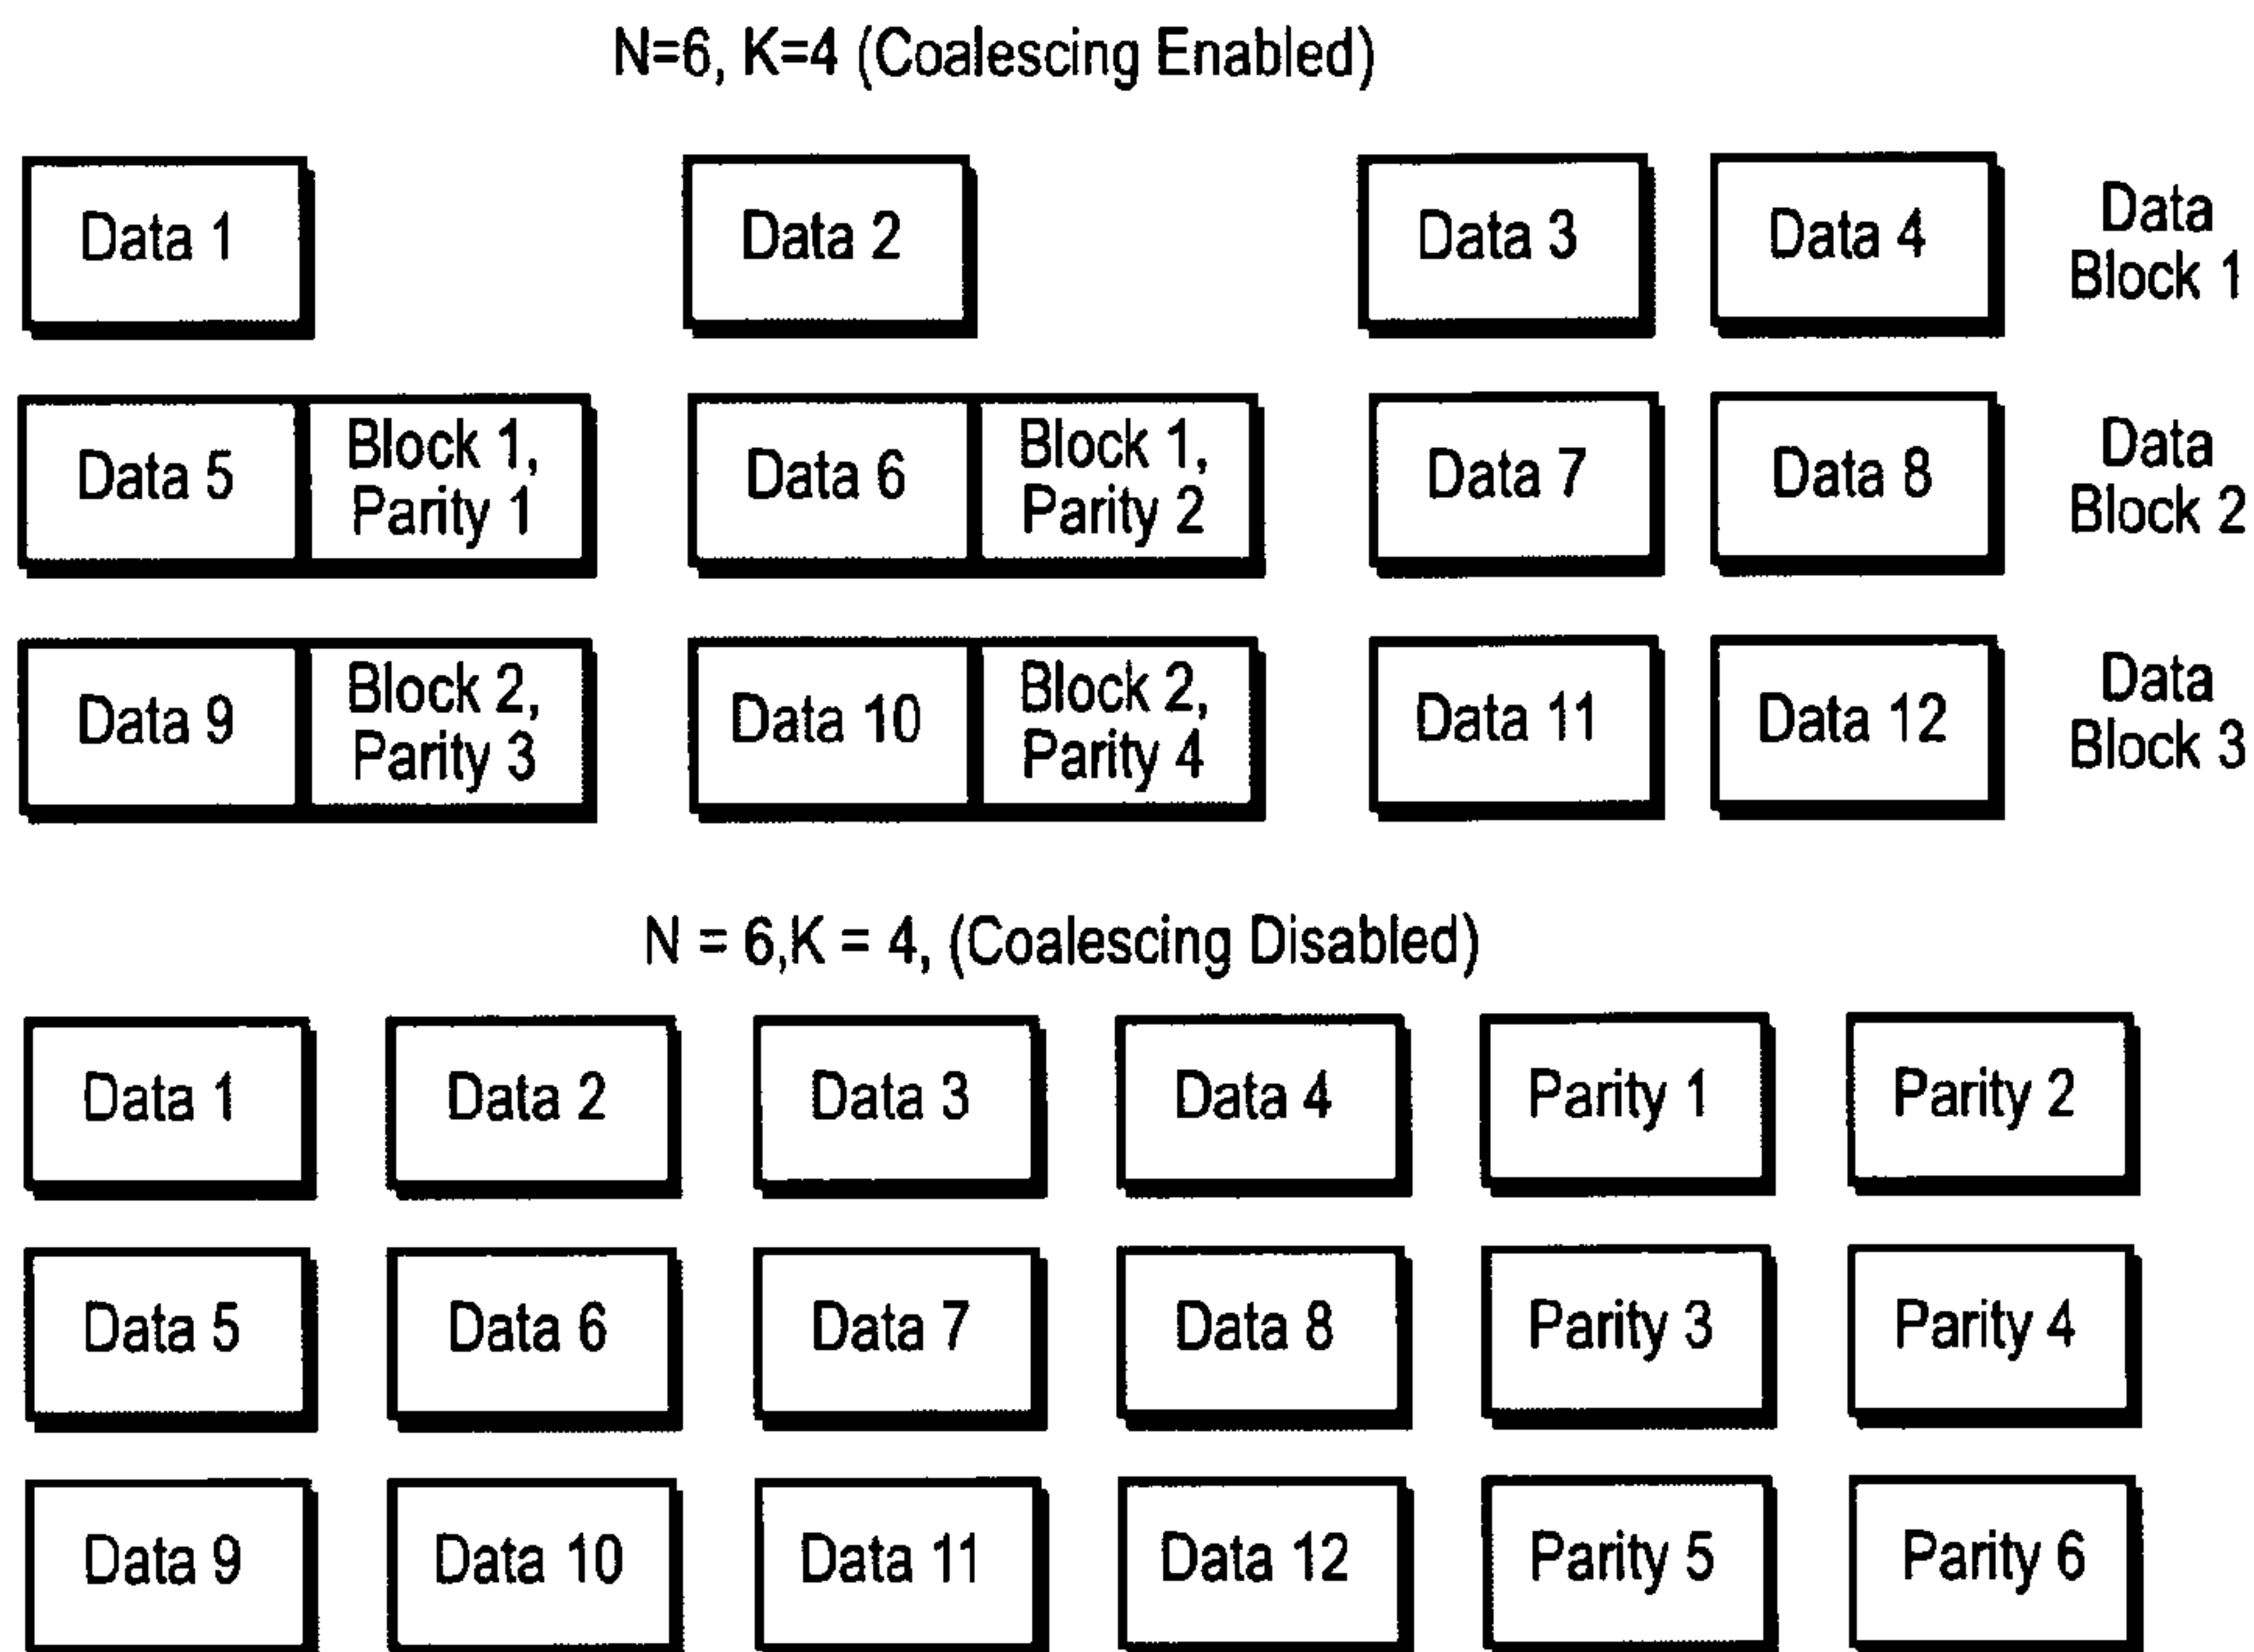 N=6, K=4 (Coalescing Enabled)
Data 1
Data 2
Data 3
Data 4
Data
Block 1
Data 5
Block 1,
Parity 1
Data 6
Block 1,
Parity 2
Data 7
Data 8
Data
Block 2
Data 9
Block 2,
Parity 3
Data 10
Block 2,
Parity 4
Data 11
Data 12
Data
Block 3
N = 6,K = 4, (Coalescing Disabled)
Data 1
Data 2
Data 3
Data 4
Parity 1
Parity 2
Data 5
Data 6
Data 7
Data 8
Parity 3
Parity 4
Data 9
Data 10
Data 11
Data 12
Parity 5
Parity 6